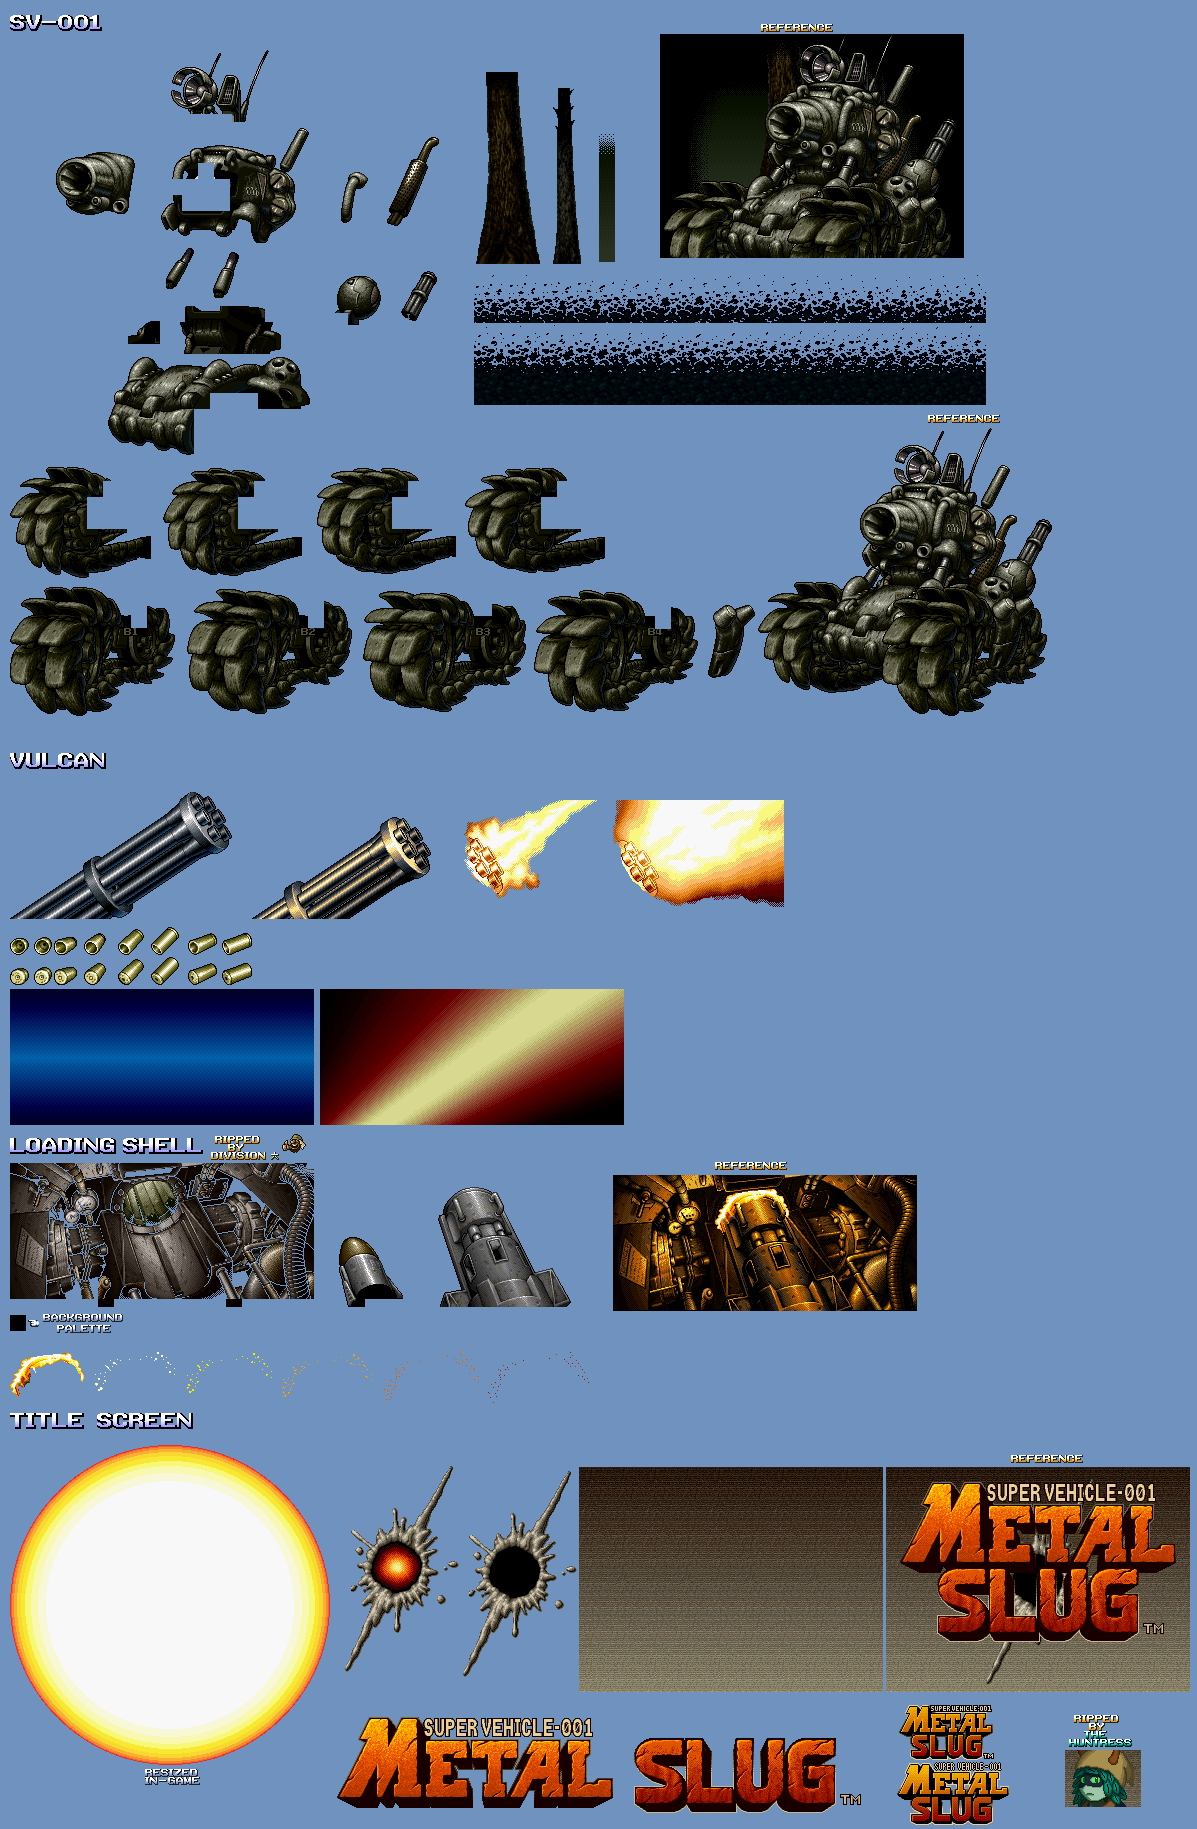 SV-001
REFERENCE
REFERENCE
B1
B2
B3
B4
VULCAN
LOADING SHELL
RIPPED
BY
DIVISION
REFERENCE
BACKGROUND
PALETTE
TITLE SCREEN
REFERENCE
SUPER VEHICLE-001
METAL
SLUG
TM
RESIZED
IN-GAME
SUPER VEHICLE-001
METAL
SLUG
TM
SUPER VEHICLE-001
METAL
SLUG
TM
SUPER VEHICLE-001
METAL
SLUG
RIPPED
BY
THE
HUNTRESS